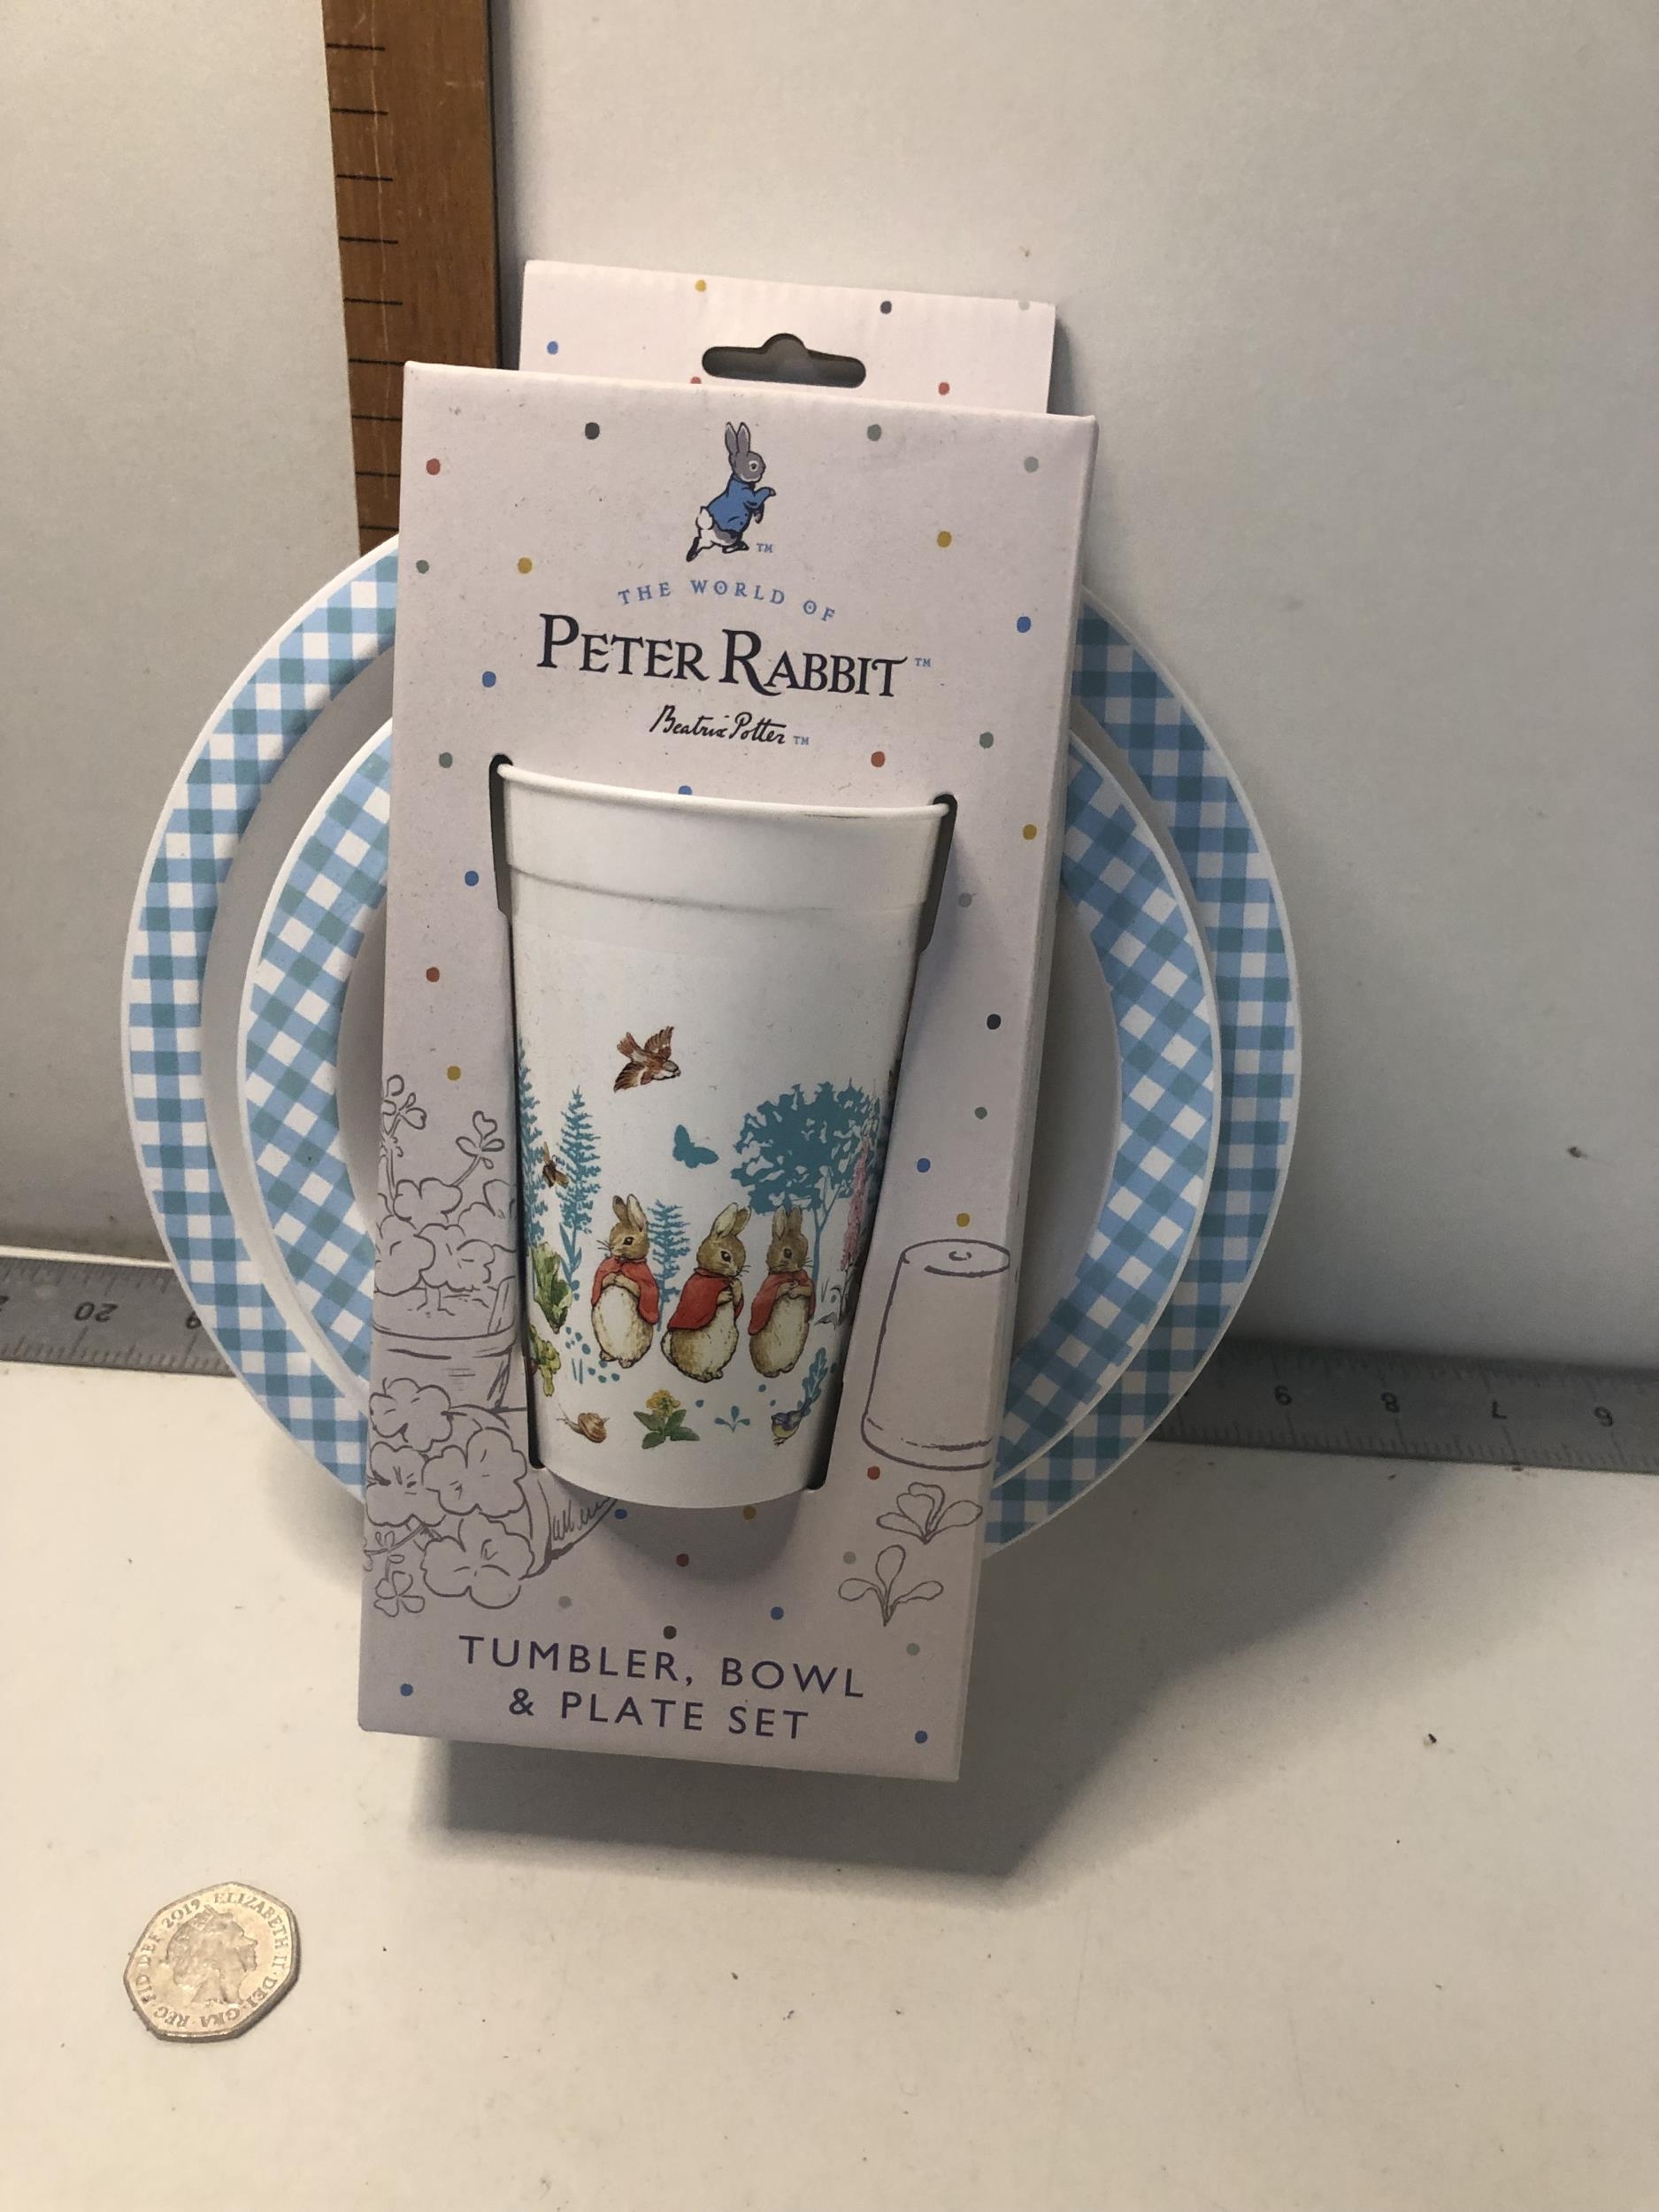 ™
THE WORLD OF
PETER RABBIT™
Beatrix Potter™
TUMBLER, BOWL
& PLATE SET
20
9
8
7
6
ELIZABETH II · DEI · GRA · REG · FID DEF · 2019